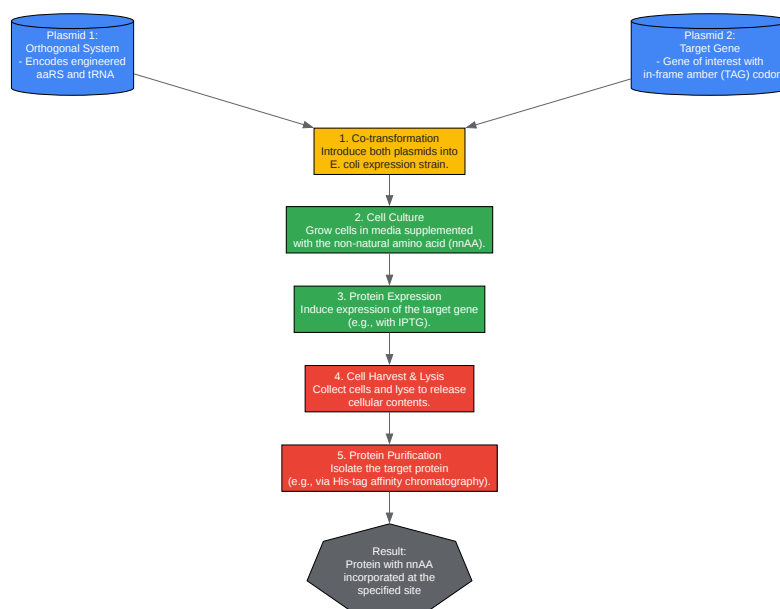 Plasmid 1:
Orthogonal System
- Encodes engineered
aaRS and tRNA
Plasmid 2:
Target Gene
- Gene of interest with
in-frame amber (TAG) codon
1. Co-transformation
Introduce both plasmids into
E. coli expression strain.
2. Cell Culture
Grow cells in media supplemented
with the non-natural amino acid (nnAA).
3. Protein Expression
Induce expression of the target gene
(e.g., with IPTG).
4. Cell Harvest & Lysis
Collect cells and lyse to release
cellular contents.
5. Protein Purification
Isolate the target protein
(e.g., via His-tag affinity chromatography).
Result:
Protein with nnAA
incorporated at the
specified site